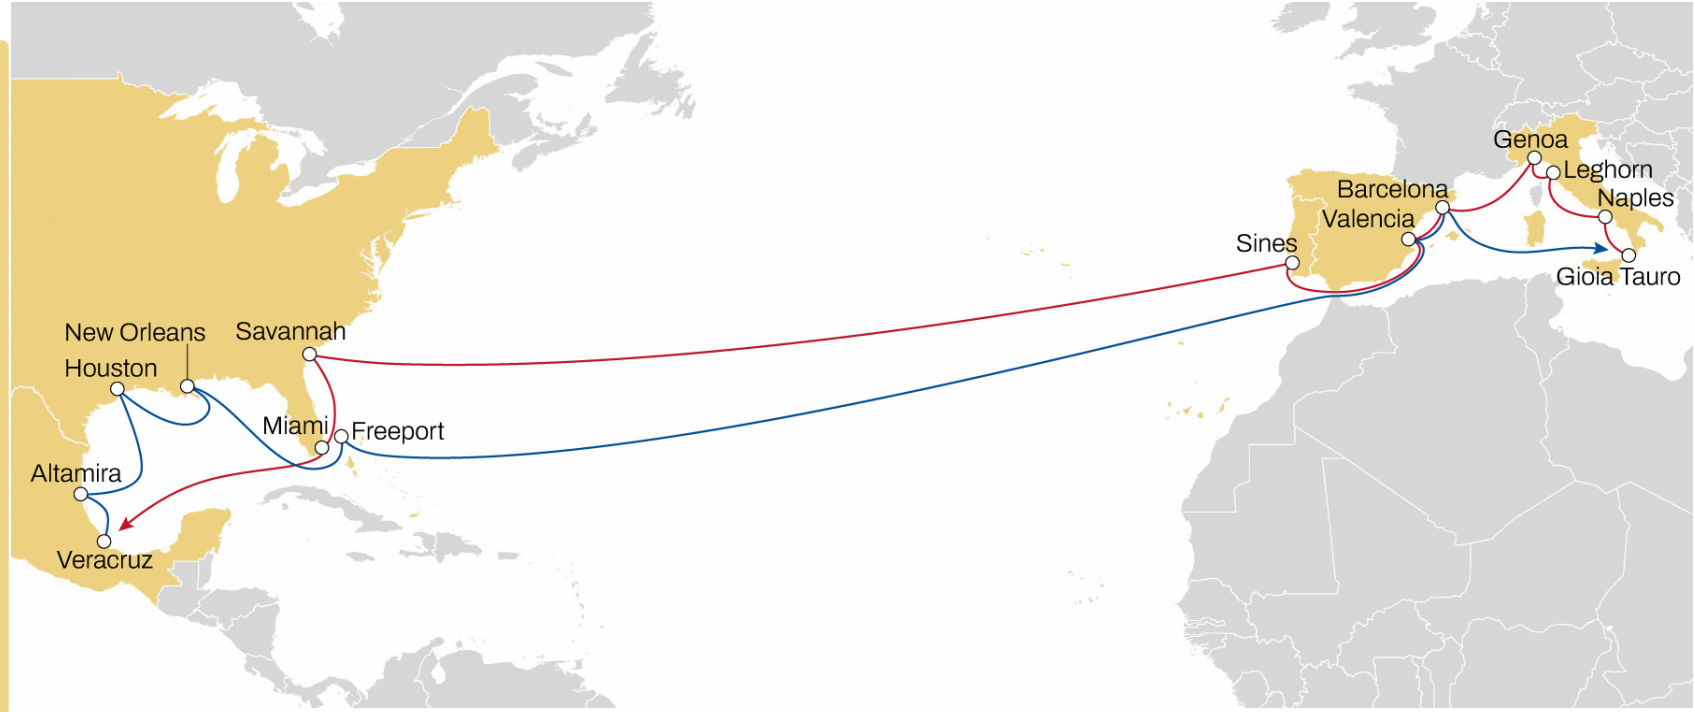 Genoa
Leghorn
Barcelona
Naples
Valencia
Sines
Gioia Tauro
New Orleans
Savannah
Houston
Miami
Freeport
Altamira
Veracruz